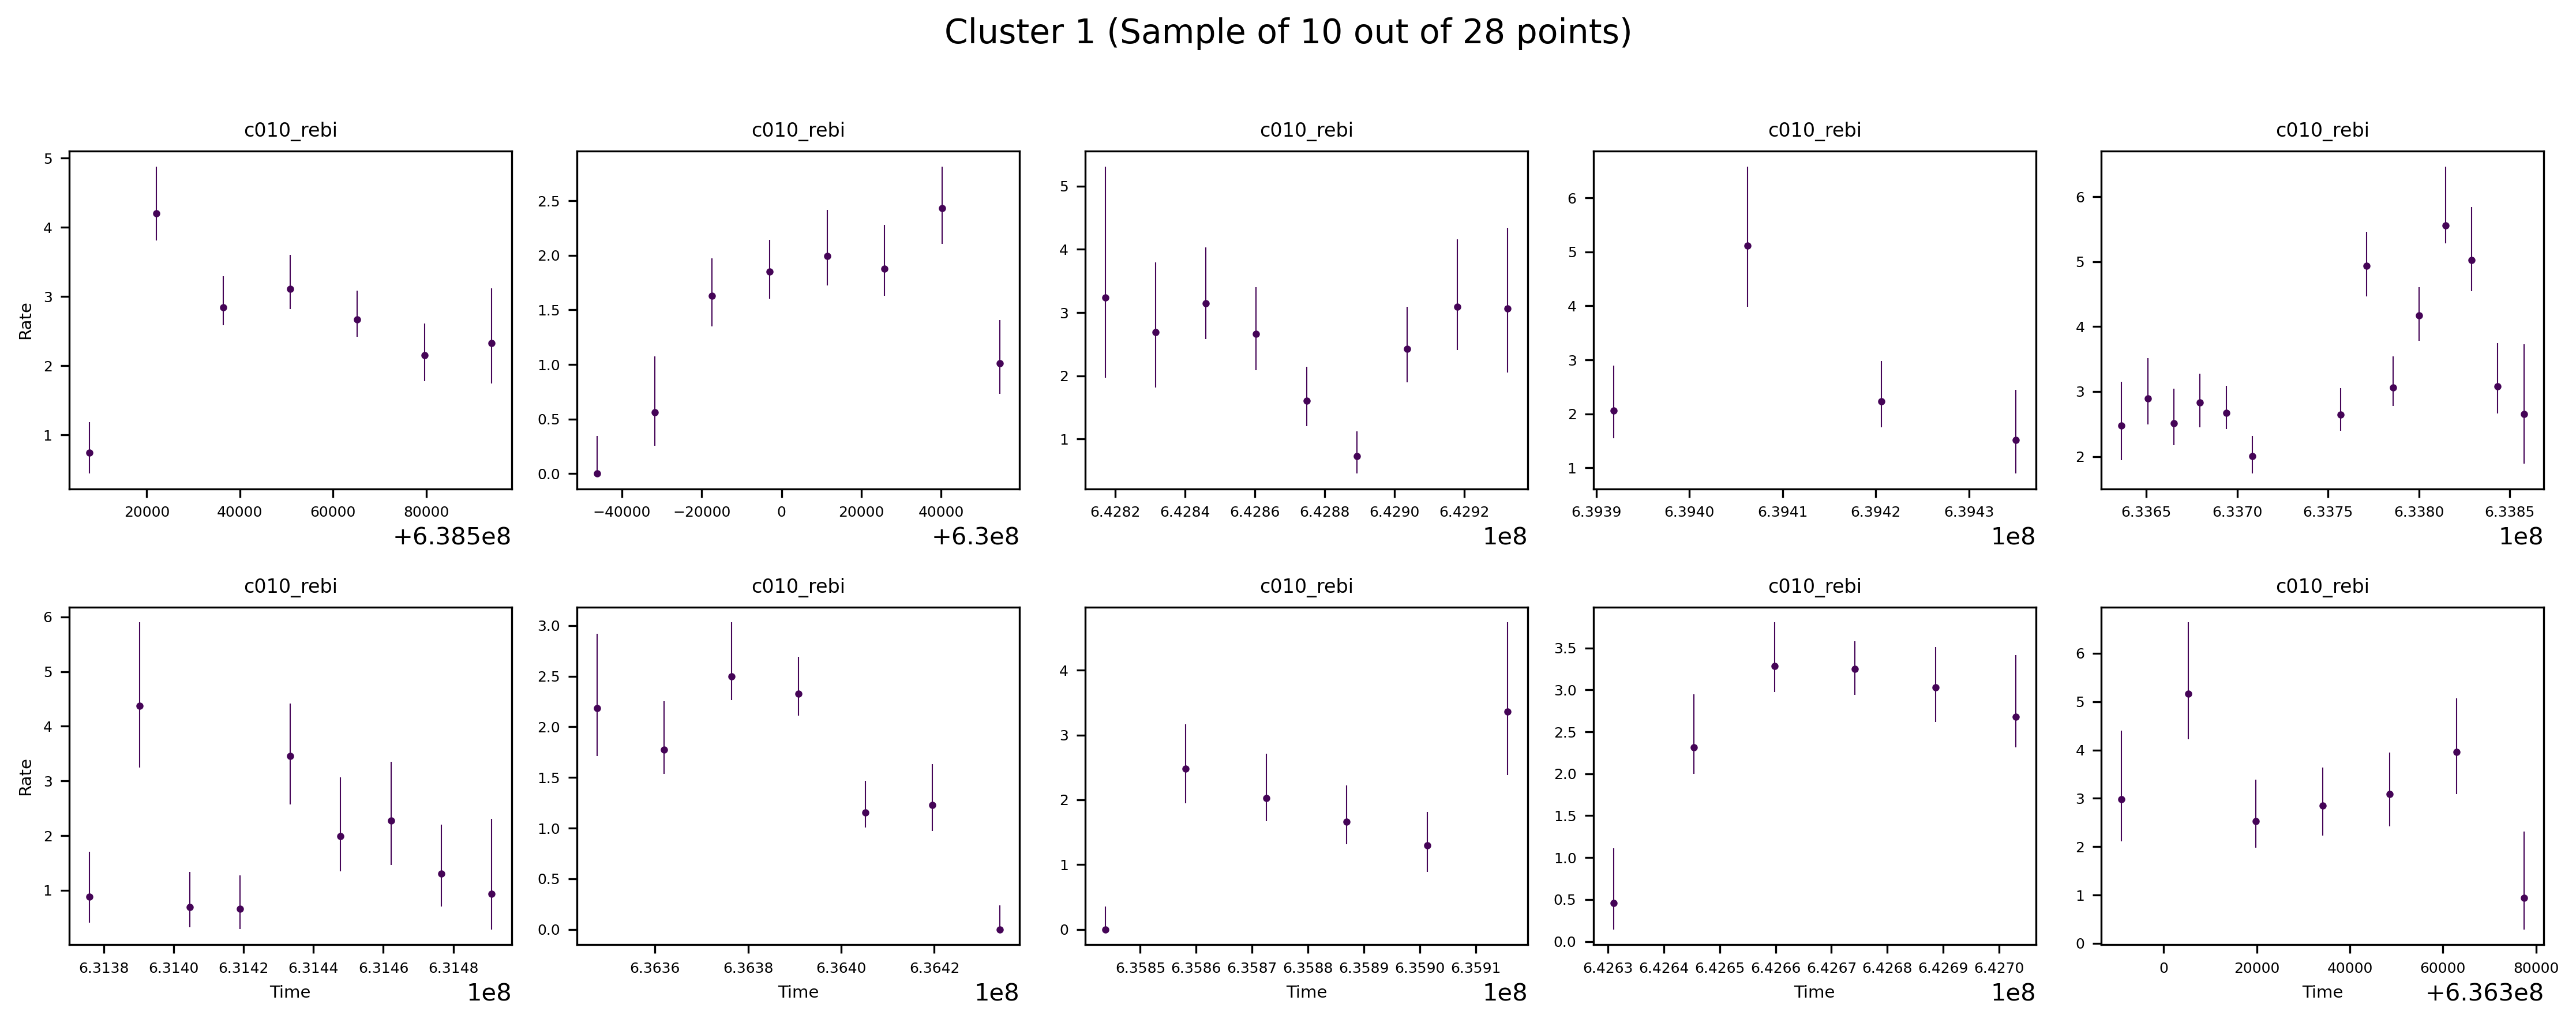 Cluster 1 (Sample of 10 out of 28 points)
c010_rebi
Rate
5
4
3
2
1
20000 40000 60000 80000
+6.385e8
c010_rebi
2.5
2.0
1.5
1.0
0.5
0.0
−40000 −20000 0 20000 40000
+6.3e8
c010_rebi
5
4
3
2
1
6.4282 6.4284 6.4286 6.4288 6.4290 6.4292
1e8
c010_rebi
6
5
4
3
2
1
6.3939 6.3940 6.3941 6.3942 6.3943
1e8
c010_rebi
6
5
4
3
2
6.3365 6.3370 6.3375 6.3380 6.3385
1e8
c010_rebi
Rate
6
5
4
3
2
1
6.3138 6.3140 6.3142 6.3144 6.3146 6.3148
Time
1e8
c010_rebi
3.0
2.5
2.0
1.5
1.0
0.5
0.0
6.3636 6.3638 6.3640 6.3642
Time
1e8
c010_rebi
4
3
2
1
0
6.3585 6.3586 6.3587 6.3588 6.3589 6.3590 6.3591
Time
1e8
c010_rebi
3.5
3.0
2.5
2.0
1.5
1.0
0.5
0.0
6.4263 6.4264 6.4265 6.4266 6.4267 6.4268 6.4269 6.4270
Time
1e8
c010_rebi
6
5
4
3
2
1
0
0 20000 40000 60000 80000
Time
+6.363e8